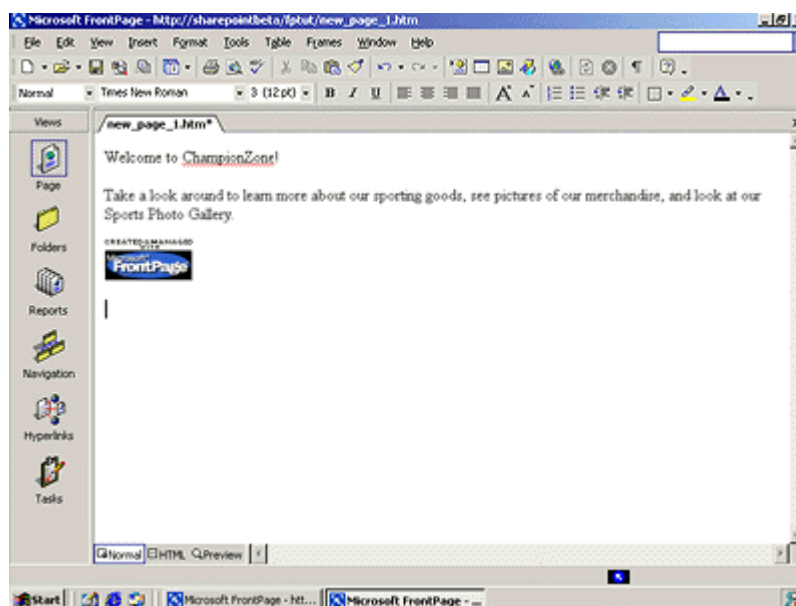 Microsoft FrontPage - http://sharepointbeta/fptut/new_page_1.htm
File Edit View Insert Format Tools Table Frames Window Help
Normal Times New Roman 3 (12 pt) B I U A A A
Views new_page_1.htm*
Welcome to ChampionZone!
Page
Take a look around to learn more about our sporting goods, see pictures of our merchandise, and look at our
Sports Photo Gallery.
Folders
CREATED & MANAGED
WITH
Microsoft
FrontPage
Reports
Navigation
Hyperlinks
Tasks
Normal HTML Preview
Start Microsoft FrontPage - htt... Microsoft FrontPage - ...